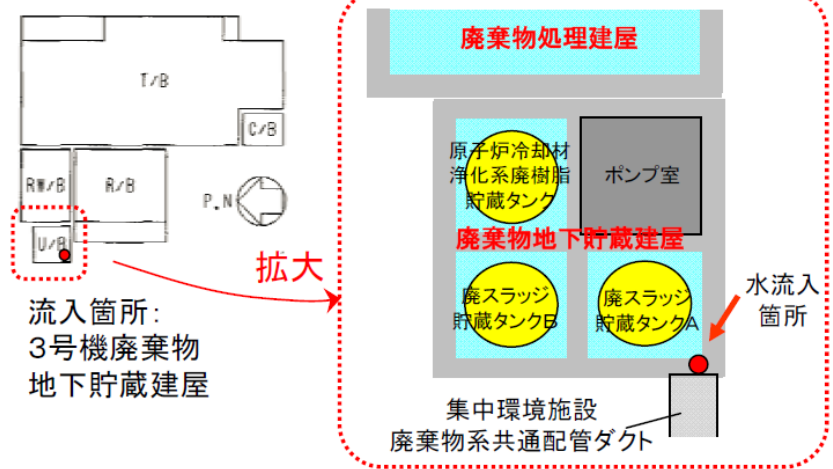 T/B
C/B
RW/B
R/B
P.N
U/B
拡大
流入箇所:
3号機廃棄物
地下貯蔵建屋
廃棄物処理建屋
原子炉冷却材
浄化系廃樹脂
貯蔵タンク
ポンプ室
廃棄物地下貯蔵建屋
廃スラッジ
貯蔵タンクB
廃スラッジ
貯蔵タンクA
水流入
箇所
集中環境施設
廃棄物系共通配管ダクト